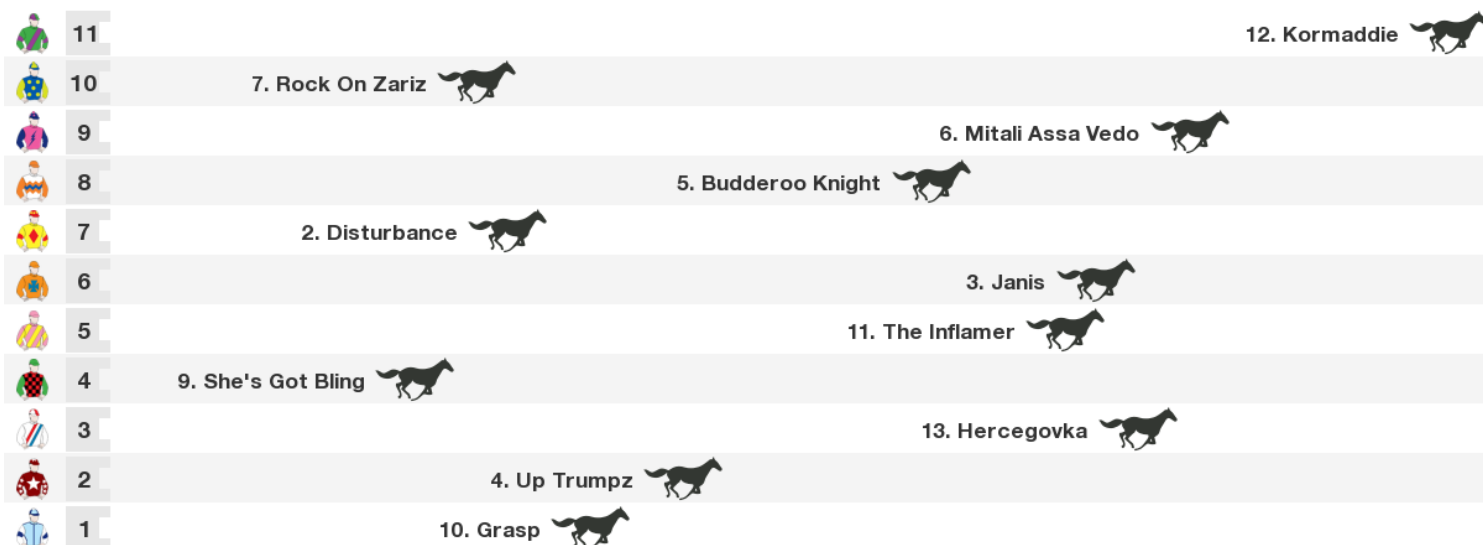 11 12. Kormaddie
10 7. Rock On Zariz
9 6. Mitali Assa Vedo
8 5. Budderoo Knight
7 2. Disturbance
6 3. Janis
5 11. The Inflamer
4 9. She's Got Bling
3 13. Hercegovka
2 4. Up Trumpz
1 10. Grasp